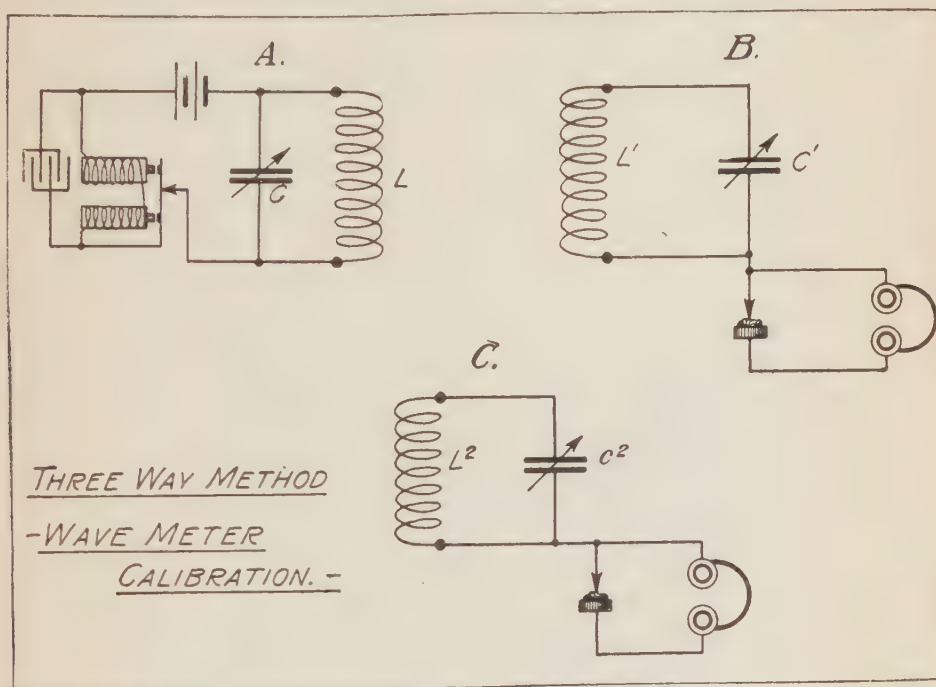 A.
B.
C
L
L'
C'
C.
L²
C²
THREE WAY METHOD
-WAVE METER
CALIBRATION.-